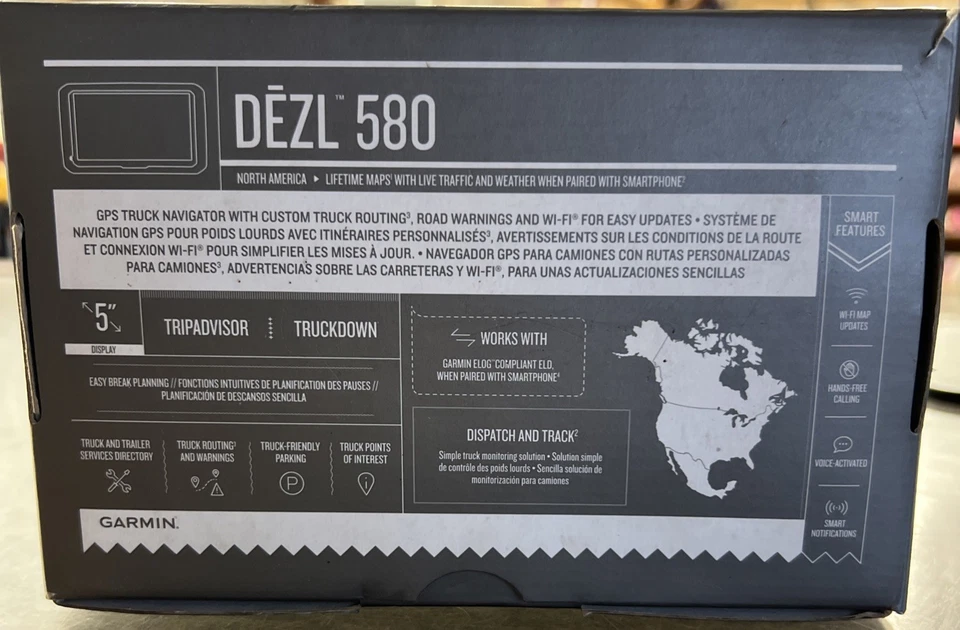 DĒZL™ 580
NORTH AMERICA ▸ LIFETIME MAPS¹ WITH LIVE TRAFFIC AND WEATHER WHEN PAIRED WITH SMARTPHONE²
GPS TRUCK NAVIGATOR WITH CUSTOM TRUCK ROUTING³, ROAD WARNINGS AND WI-FI® FOR EASY UPDATES • SYSTÈME DE
NAVIGATION GPS POUR POIDS LOURDS AVEC ITINÉRAIRES PERSONNALISÉS³, AVERTISSEMENTS SUR LES CONDITIONS DE LA ROUTE
ET CONNEXION WI-FI® POUR SIMPLIFIER LES MISES À JOUR. • NAVEGADOR GPS PARA CAMIONES CON RUTAS PERSONALIZADAS
PARA CAMIONES³, ADVERTENCIAS SOBRE LAS CARRETERAS Y WI-FI®, PARA UNAS ACTUALIZACIONES SENCILLAS
SMART
FEATURES
WI-FI MAP
UPDATES
HANDS-FREE
CALLING
VOICE-ACTIVATED
SMART
NOTIFICATIONS
5"
DISPLAY
TRIPADVISOR
TRUCKDOWN
EASY BREAK PLANNING // FONCTIONS INTUITIVES DE PLANIFICATION DES PAUSES //
PLANIFICACIÓN DE DESCANSOS SENCILLA
TRUCK AND TRAILER
SERVICES DIRECTORY
TRUCK ROUTING³
AND WARNINGS
TRUCK-FRIENDLY
PARKING
P
TRUCK POINTS
OF INTEREST
WORKS WITH
GARMIN ELOG™ COMPLIANT ELD,
WHEN PAIRED WITH SMARTPHONE⁴
DISPATCH AND TRACK²
Simple truck monitoring solution • Solution simple
de contrôle des poids lourds • Sencilla solución de
monitorización para camiones
GARMIN.